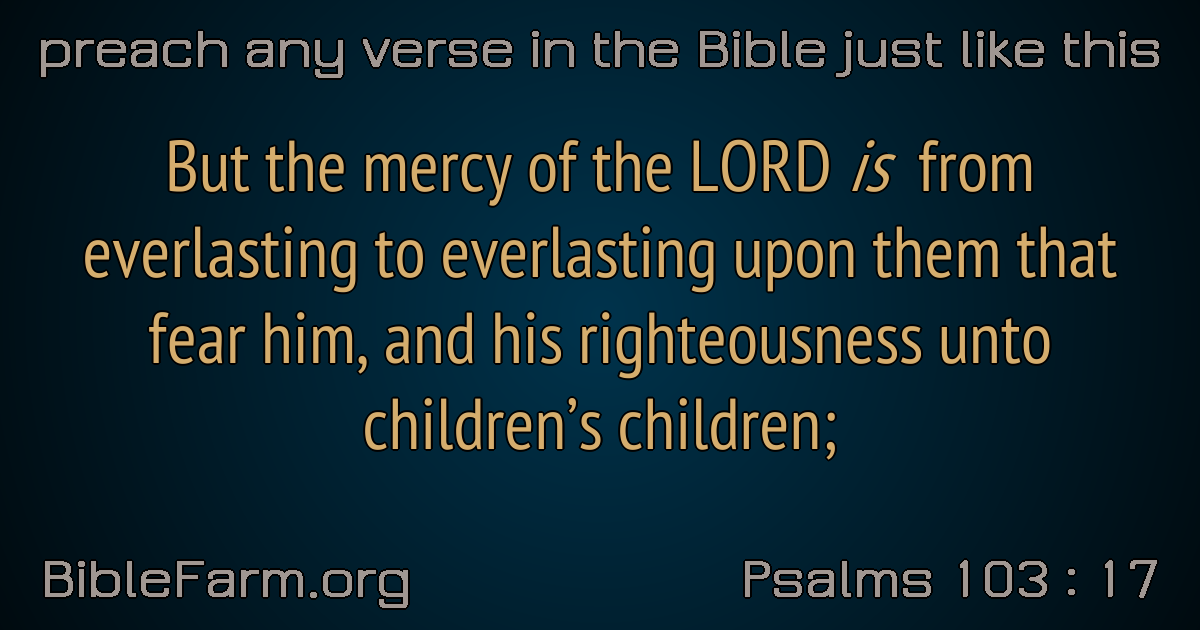 preach any verse in the Bible just like this
But the mercy of the LORD is from
everlasting to everlasting upon them that
fear him, and his righteousness unto
children’s children;
BibleFarm.org
Psalms 103 : 17